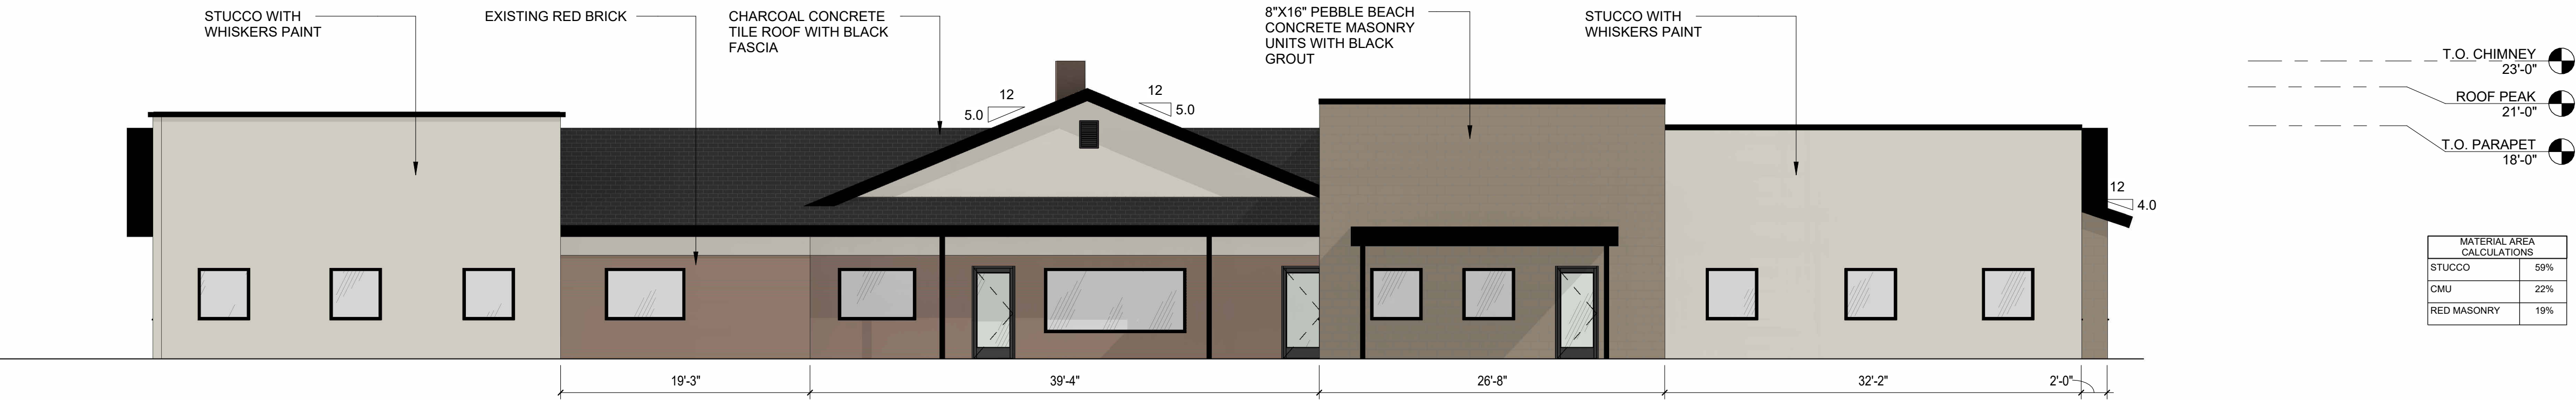 STUCCO WITH
WHISKERS PAINT
EXISTING RED BRICK
CHARCOAL CONCRETE
TILE ROOF WITH BLACK
FASCIA
8"X16" PEBBLE BEACH
CONCRETE MASONRY
UNITS WITH BLACK
GROUT
STUCCO WITH
WHISKERS PAINT
T.O. CHIMNEY
23'-0"
ROOF PEAK
21'-0"
T.O. PARAPET
18'-0"
12
5.0
12
5.0
12
4.0
MATERIAL AREA
CALCULATIONS
STUCCO 59%
CMU 22%
RED MASONRY 19%
19'-3"
39'-4"
26'-8"
32'-2"
2'-0"